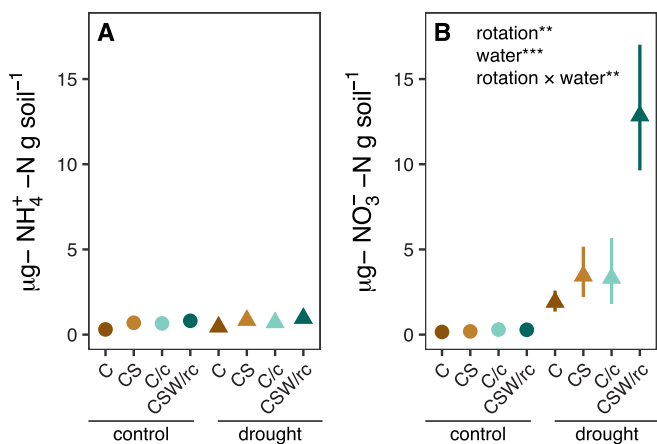 A
μg− NH₄⁺ −N g soil⁻¹
15
10
5
0
C
CS
C/c
CSW/rc
C
CS
C/c
CSW/rc
control
drought
B
rotation**
water***
rotation × water**
μg− NO₃⁻ −N g soil⁻¹
15
10
5
0
C
CS
C/c
CSW/rc
C
CS
C/c
CSW/rc
control
drought